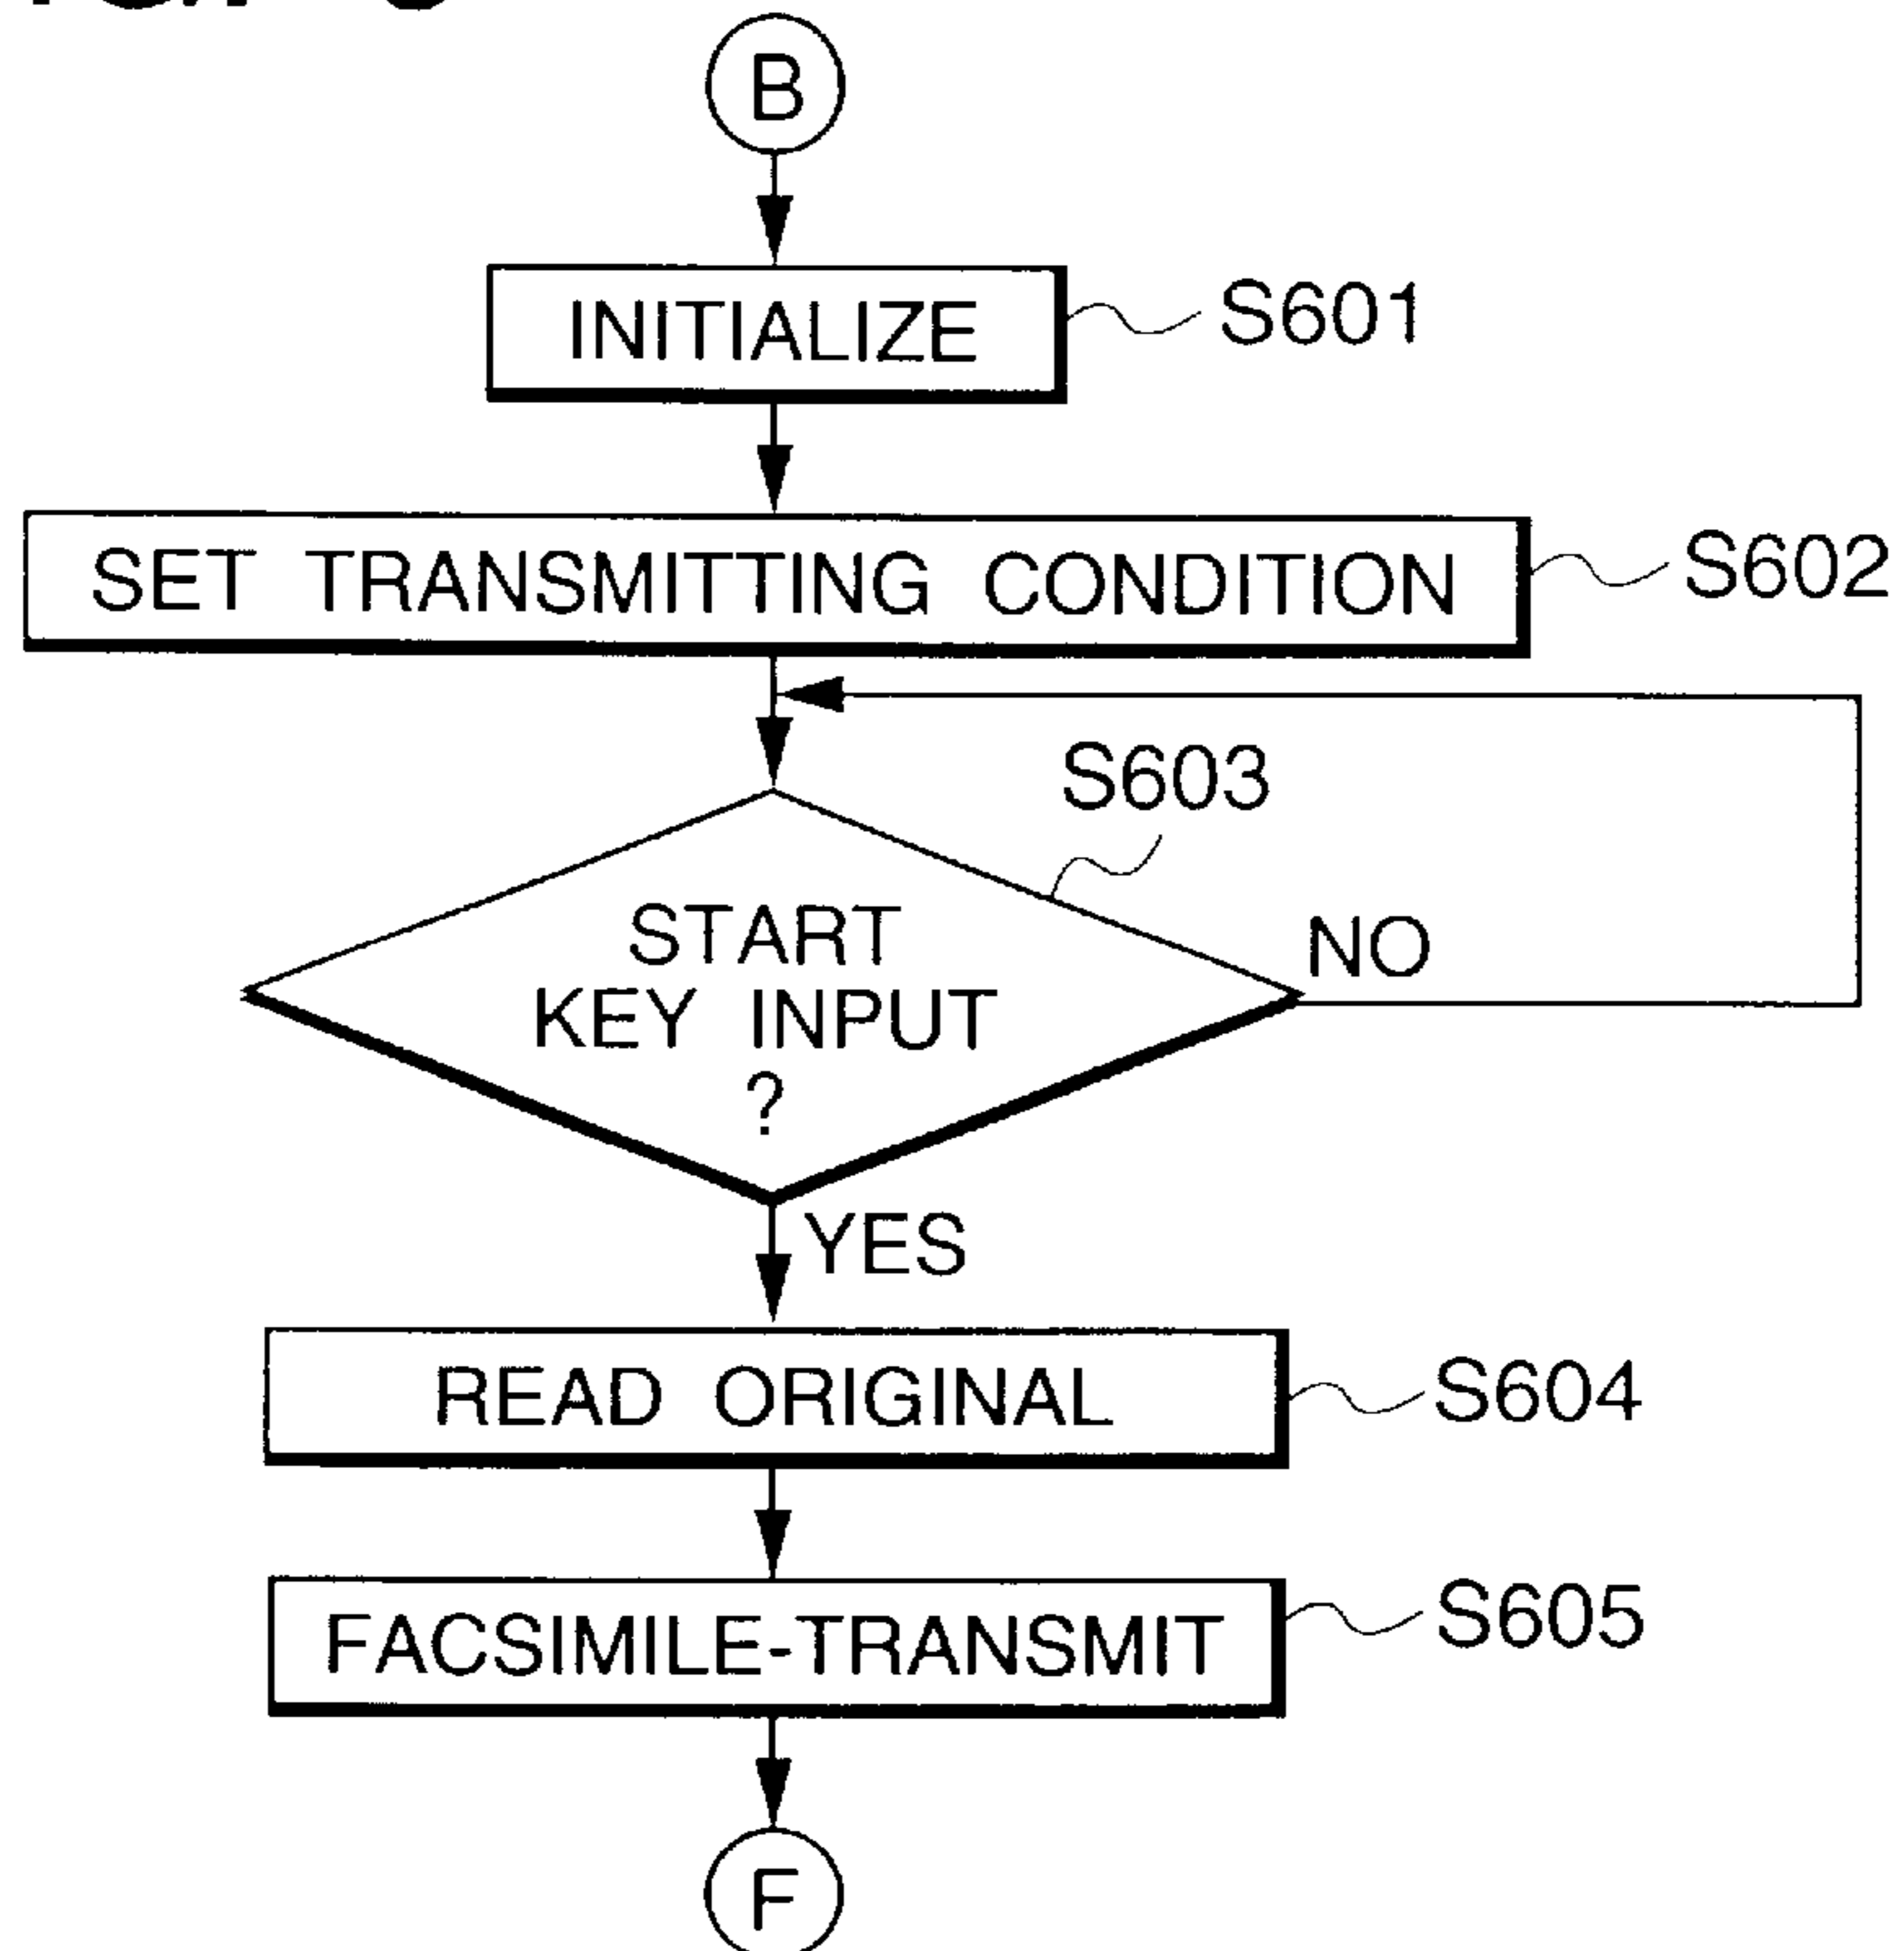 B
INITIALIZE
S601
SET TRANSMITTING CONDITION
S602
S603
START
KEY INPUT
?
NO
YES
READ ORIGINAL
S604
FACSIMILE-TRANSMIT
S605
F